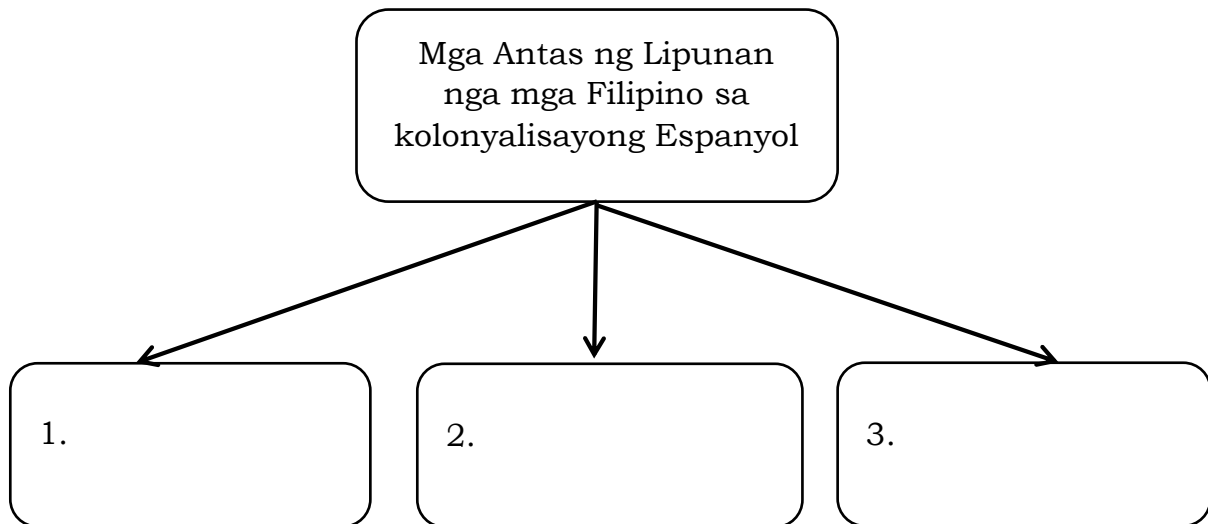 Mga Antas ng Lipunan
nga mga Filipino sa
kolonyalisayong Espanyol
1.
2.
3.